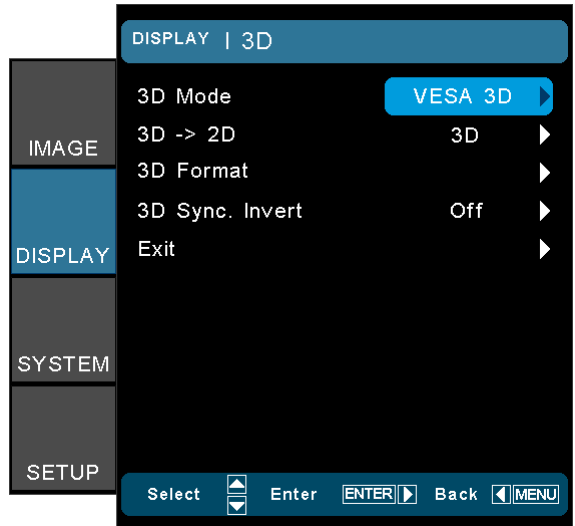 DISPLAY | 3D
IMAGE
DISPLAY
SYSTEM
SETUP
3D Mode VESA 3D
3D -> 2D 3D
3D Format
3D Sync. Invert Off
Exit
Select Enter ENTER Back MENU